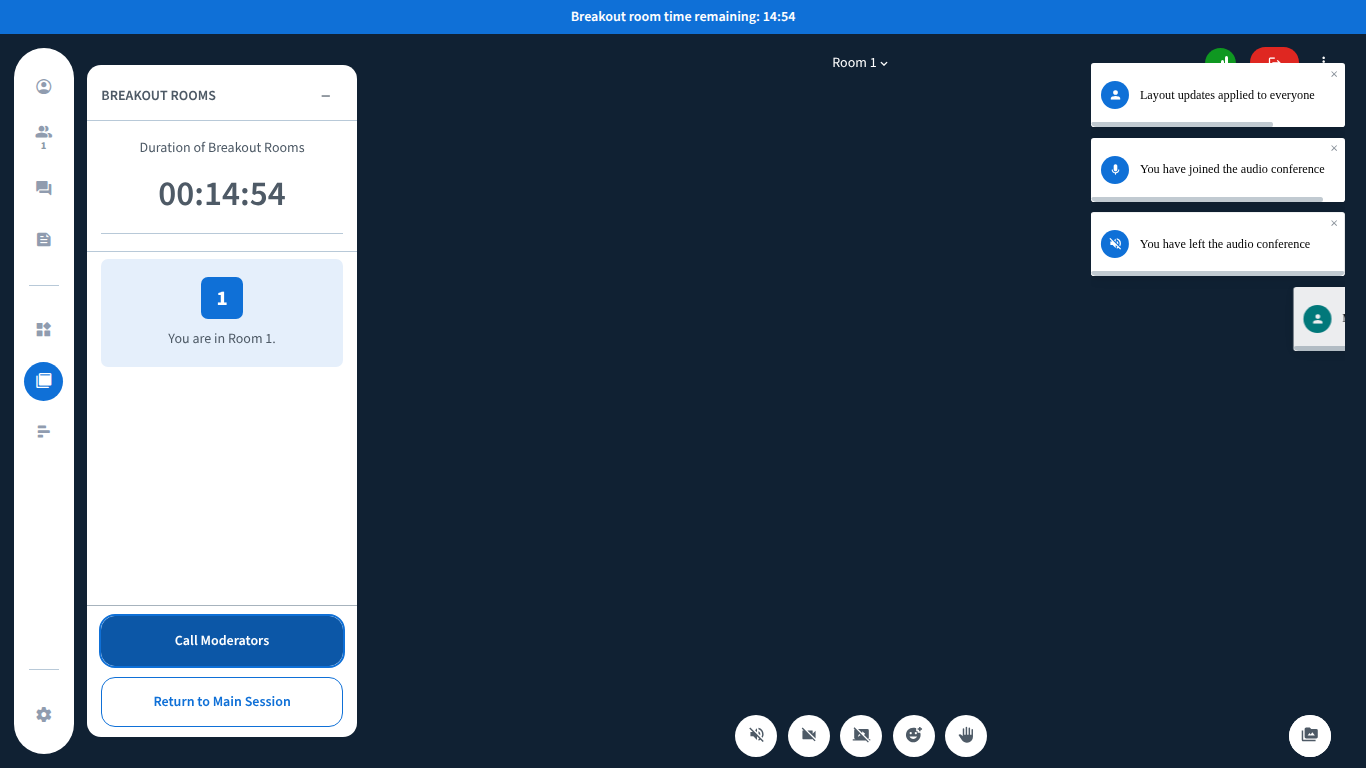 Breakout room time remaining: 14:54
Room 1
BREAKOUT ROOMS
Duration of Breakout Rooms
00:14:54
1
You are in Room 1.
1
Call Moderators
Return to Main Session
Layout updates applied to everyone
You have joined the audio conference
You have left the audio conference